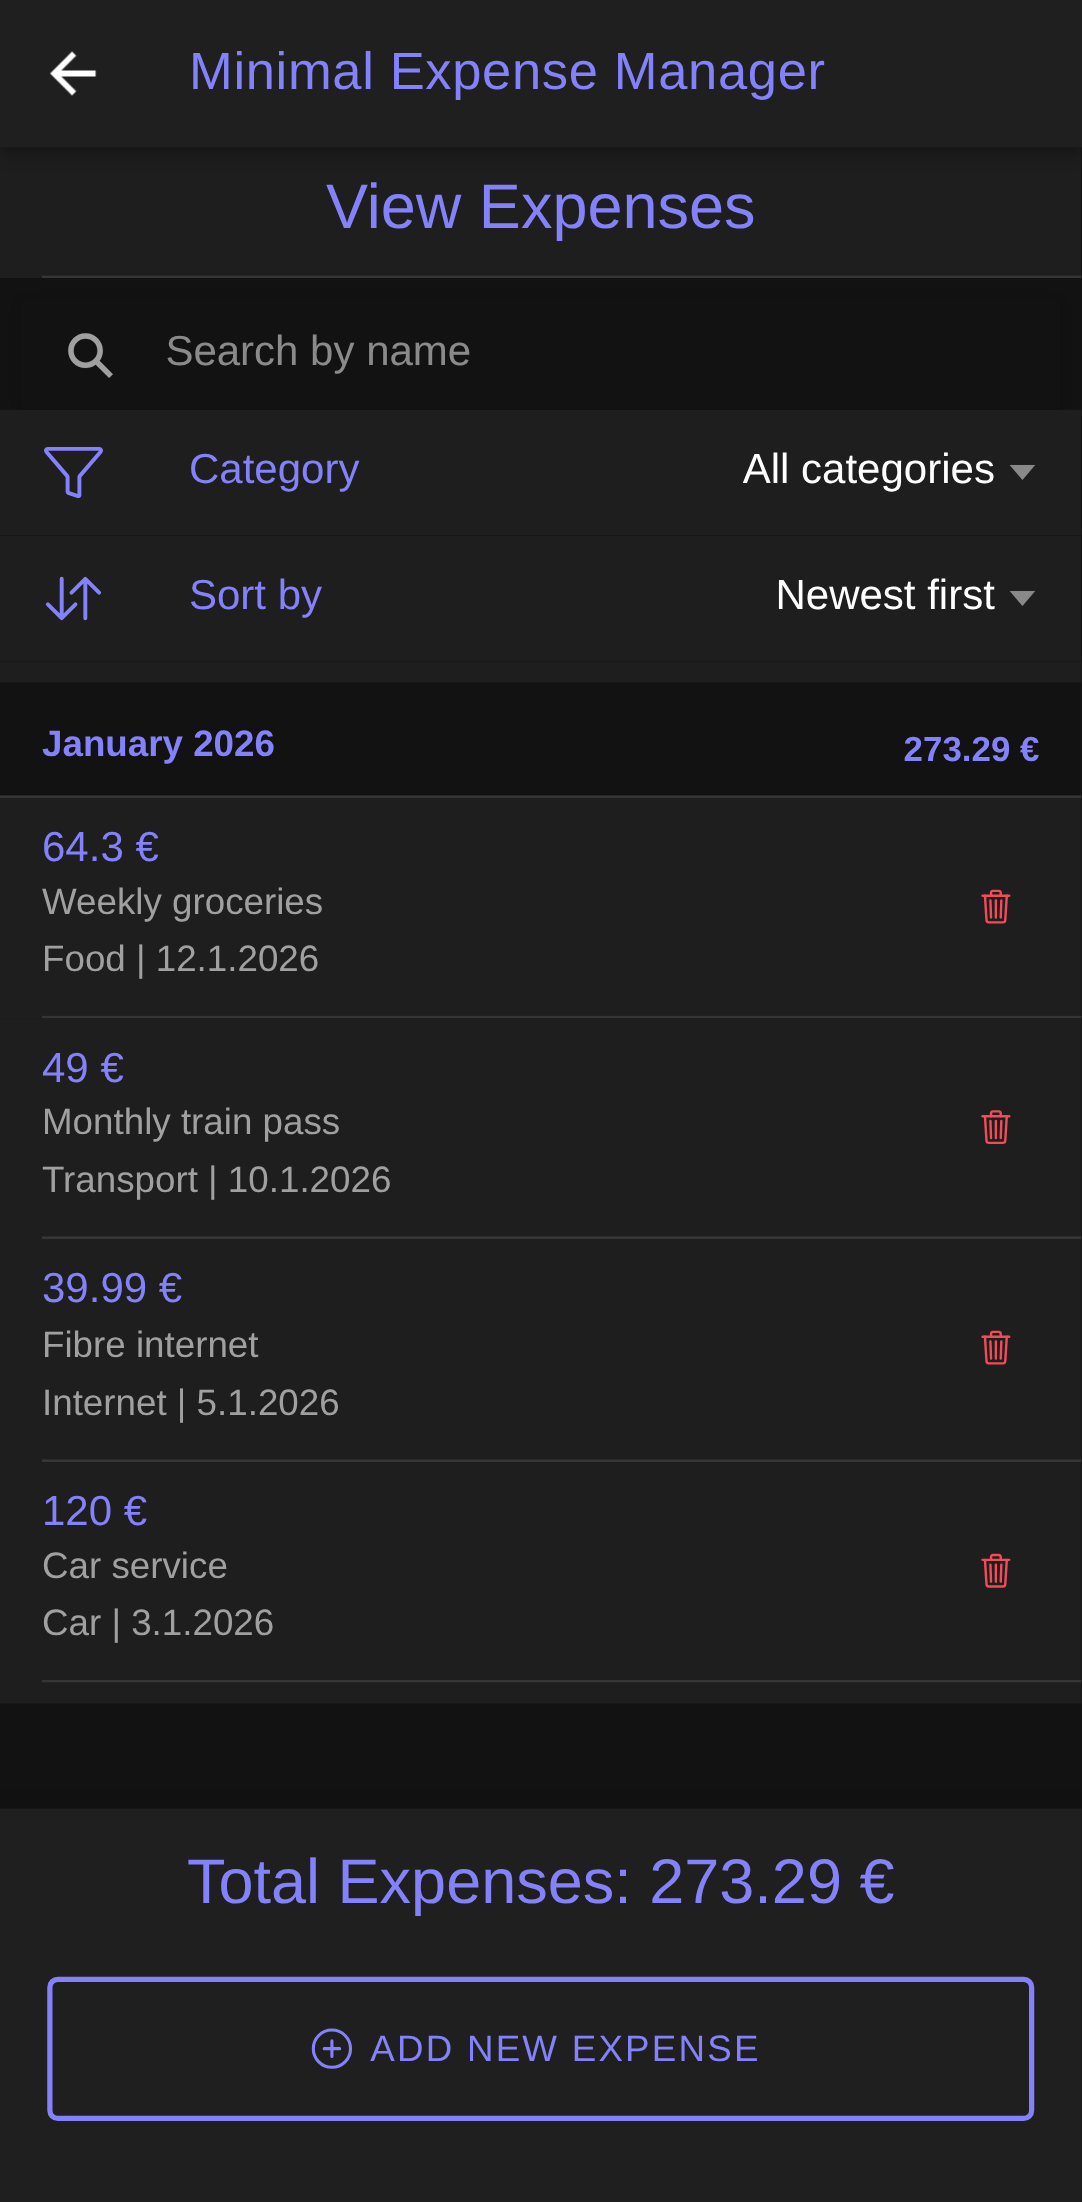 Minimal Expense Manager
View Expenses
Search by name
Category All categories
Sort by Newest first
January 2026 273.29 €
64.3 €
Weekly groceries
Food | 12.1.2026
49 €
Monthly train pass
Transport | 10.1.2026
39.99 €
Fibre internet
Internet | 5.1.2026
120 €
Car service
Car | 3.1.2026
Total Expenses: 273.29 €
ADD NEW EXPENSE